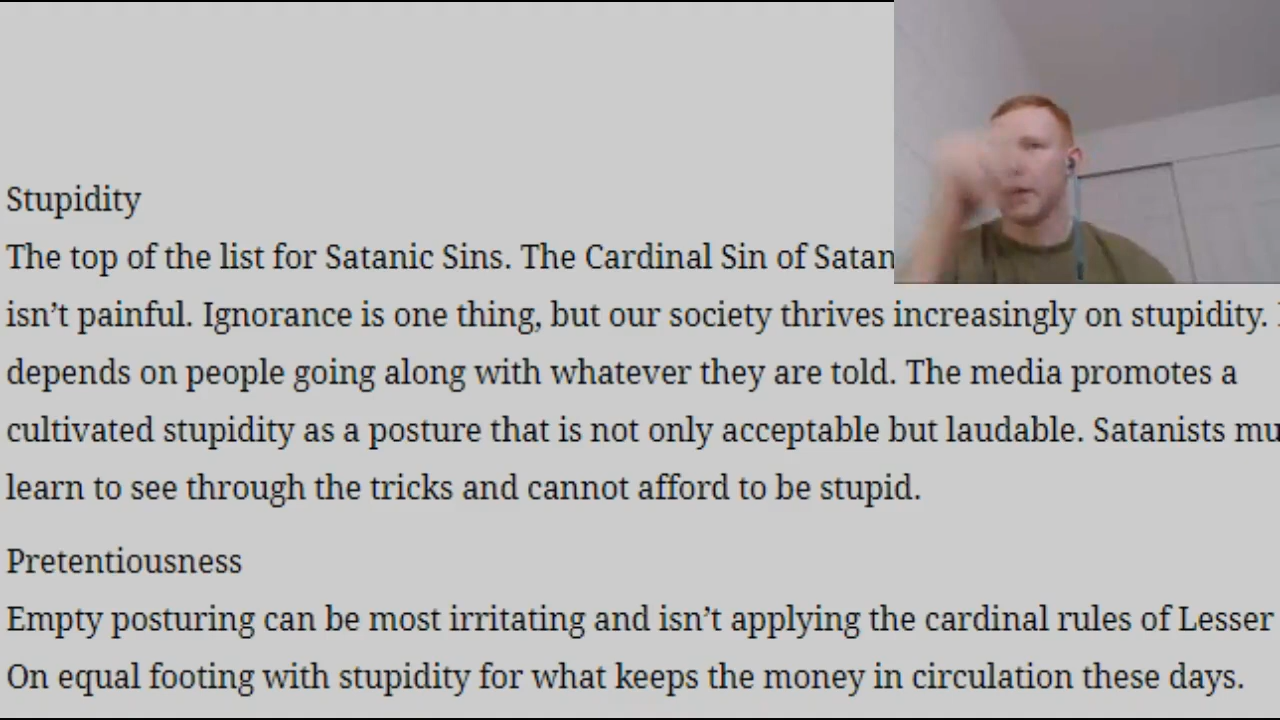 Stupidity
The top of the list for Satanic Sins. The Cardinal Sin of Satan
isn’t painful. Ignorance is one thing, but our society thrives increasingly on stupidity.
depends on people going along with whatever they are told. The media promotes a
cultivated stupidity as a posture that is not only acceptable but laudable. Satanists mu
learn to see through the tricks and cannot afford to be stupid.
Pretentiousness
Empty posturing can be most irritating and isn’t applying the cardinal rules of Lesser
On equal footing with stupidity for what keeps the money in circulation these days.